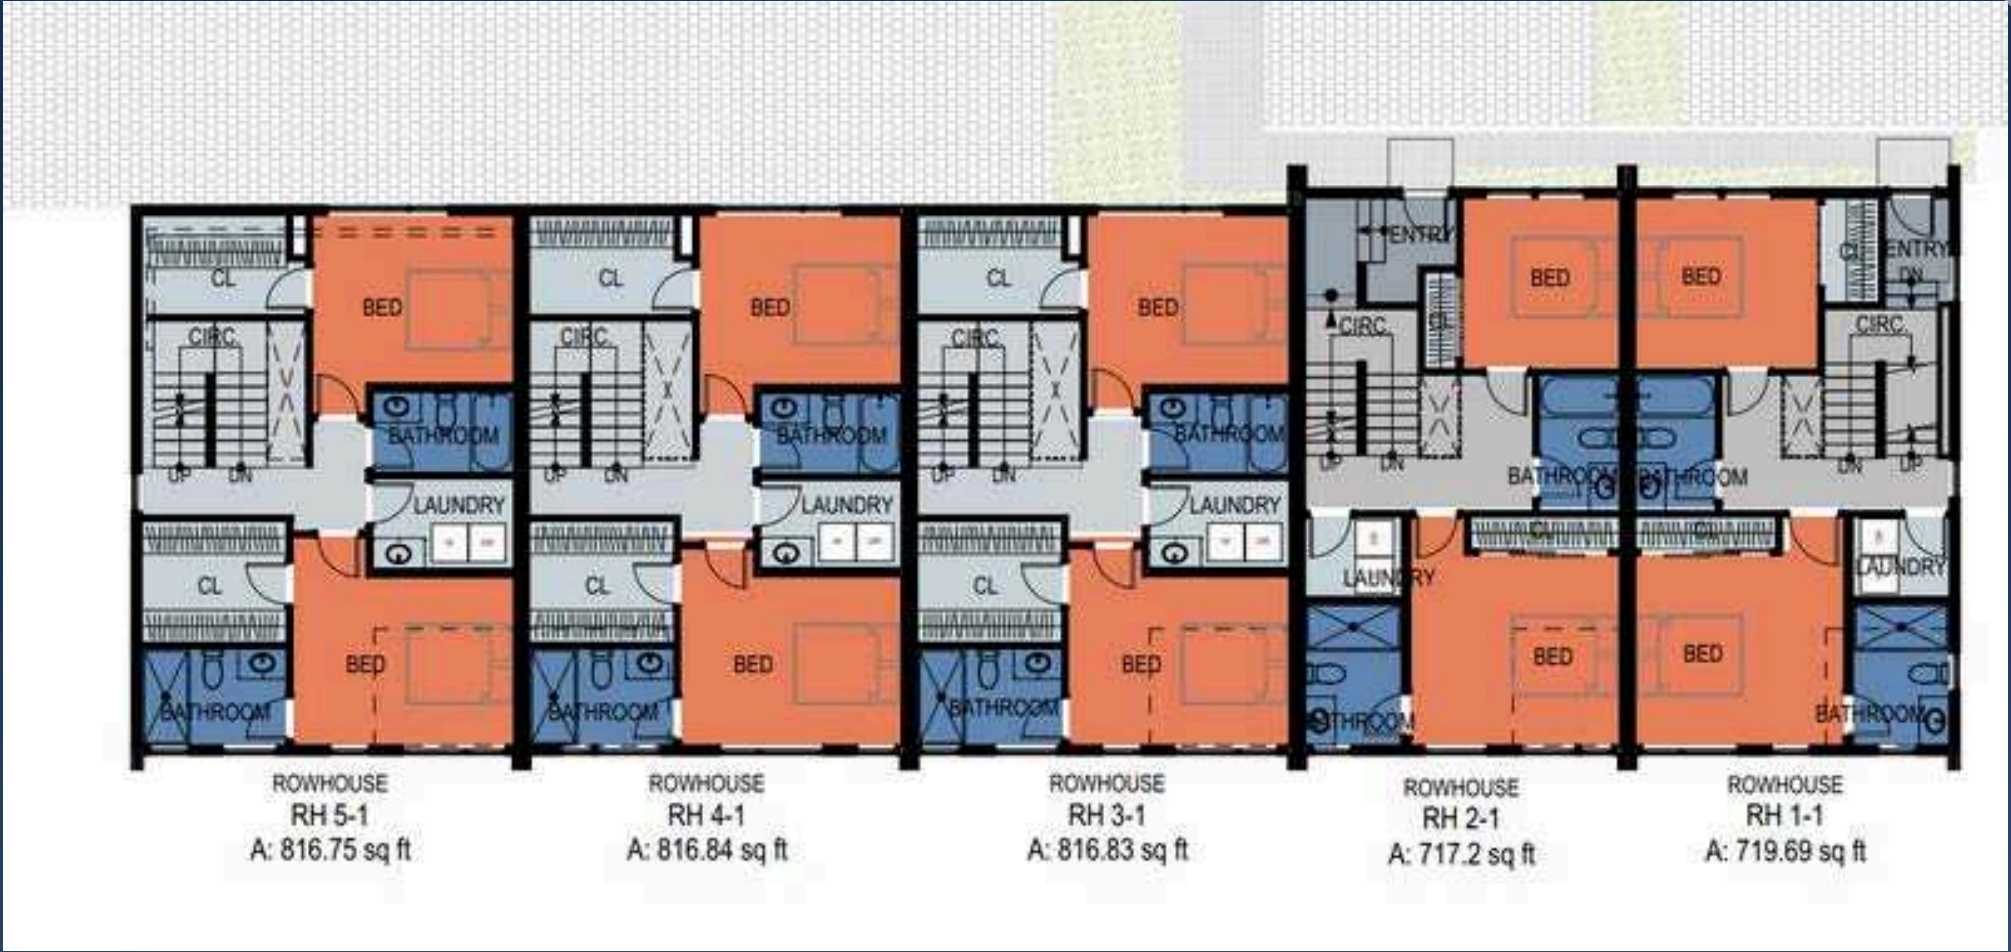 CL
BED
CIRC.
BATHROOM
UP
DN
LAUNDRY
CL
BED
BATHROOM
ROWHOUSE
RH 5-1
A: 816.75 sq ft
CL
BED
CIRC.
BATHROOM
UP
DN
LAUNDRY
CL
BED
BATHROOM
ROWHOUSE
RH 4-1
A: 816.84 sq ft
CL
BED
CIRC.
BATHROOM
UP
DN
LAUNDRY
CL
BED
BATHROOM
ROWHOUSE
RH 3-1
A: 816.83 sq ft
ENTRY
BED
CIRC.
CL
UP
DN
BATHROOM
CL
LAUNDRY
BED
BATHROOM
ROWHOUSE
RH 2-1
A: 717.2 sq ft
BED
CL
ENTRY
DN
CIRC.
BATHROOM
DN
UP
CL
LAUNDRY
BED
BATHROOM
ROWHOUSE
RH 1-1
A: 719.69 sq ft